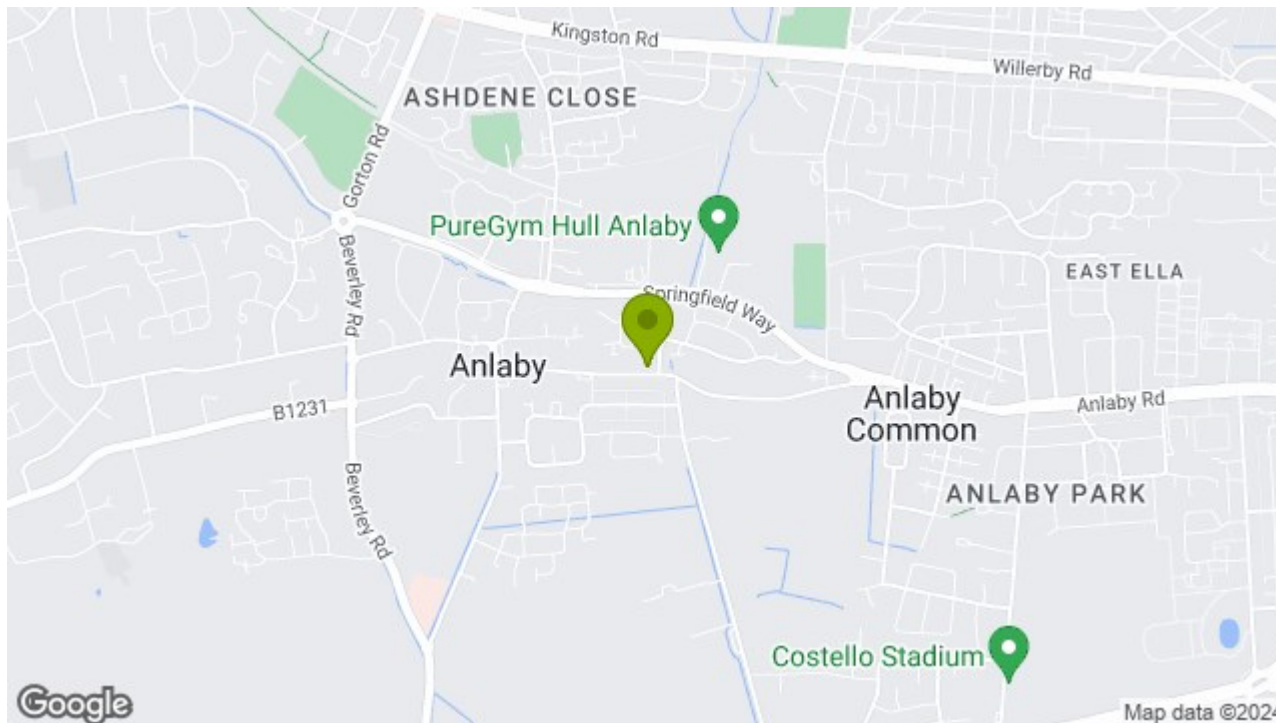 Kingston Rd
Willerby Rd
ASHDENE CLOSE
Gorton Rd
PureGym Hull Anlaby
Beverley Rd
EAST ELLA
Springfield Way
Anlaby
B1231
Anlaby
Common
Anlaby Rd
Beverley Rd
ANLABY PARK
Costello Stadium
Google
Map data ©2024